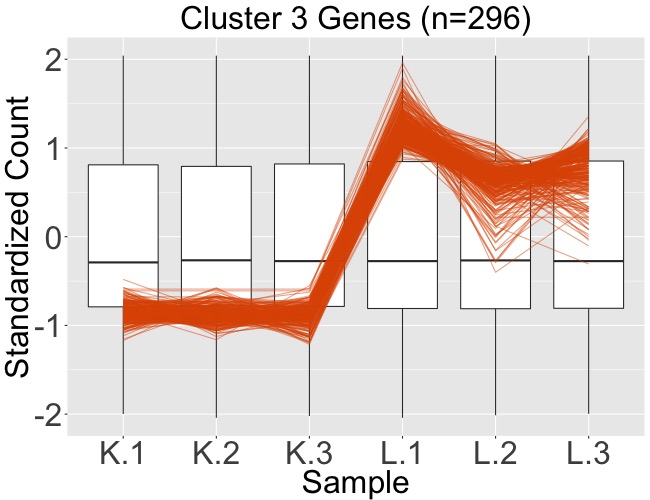 Cluster 3 Genes (n=296)
Standardized Count
2
1
0
-1
-2
K.1 K.2 K.3 L.1 L.2 L.3
Sample